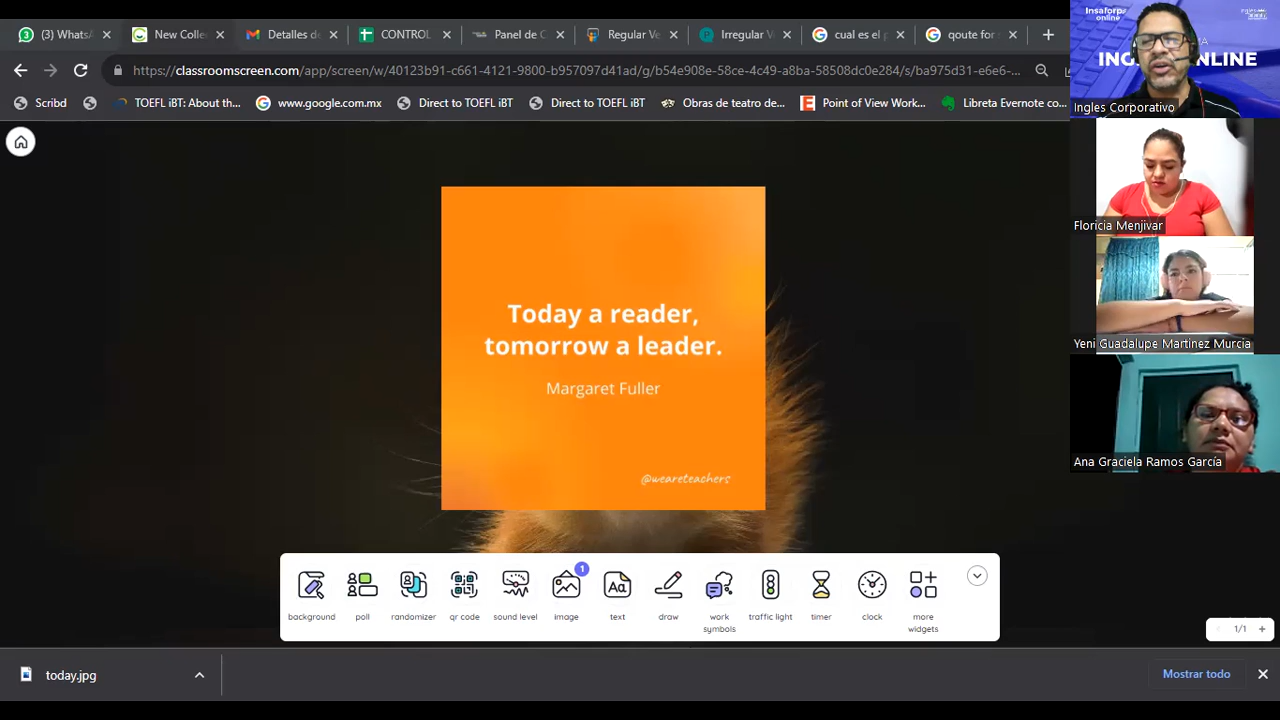 (3) Whats
New Colle
Detalles de
CONTROL
Panel de C
Regular Ve
Irregular V
cual es el p
qoute for
https://classroomscreen.com/app/screen/w/40123b91-c661-4121-9800-b957097d41ad/g/b54e908e-58ce-4c49-a8ba-58508dc0e284/s/ba975d31-e6e6-...
Scribd
TOEFL iBT: About th...
www.google.com.mx
Direct to TOEFL iBT
Direct to TOEFL iBT
Obras de teatro de...
Point of View Work...
Libreta Evernote co...
Today a reader,
tomorrow a leader.
Margaret Fuller
@weareteachers
1
background
poll
randomizer
qr code
sound level
image
text
draw
work
symbols
traffic light
timer
clock
more
widgets
1/1
today.jpg
Mostrar todo
Insaforp
online
Ingles Corporativo
Floricia Menjivar
Yeni Guadalupe Martinez Murcia
Ana Graciela Ramos García